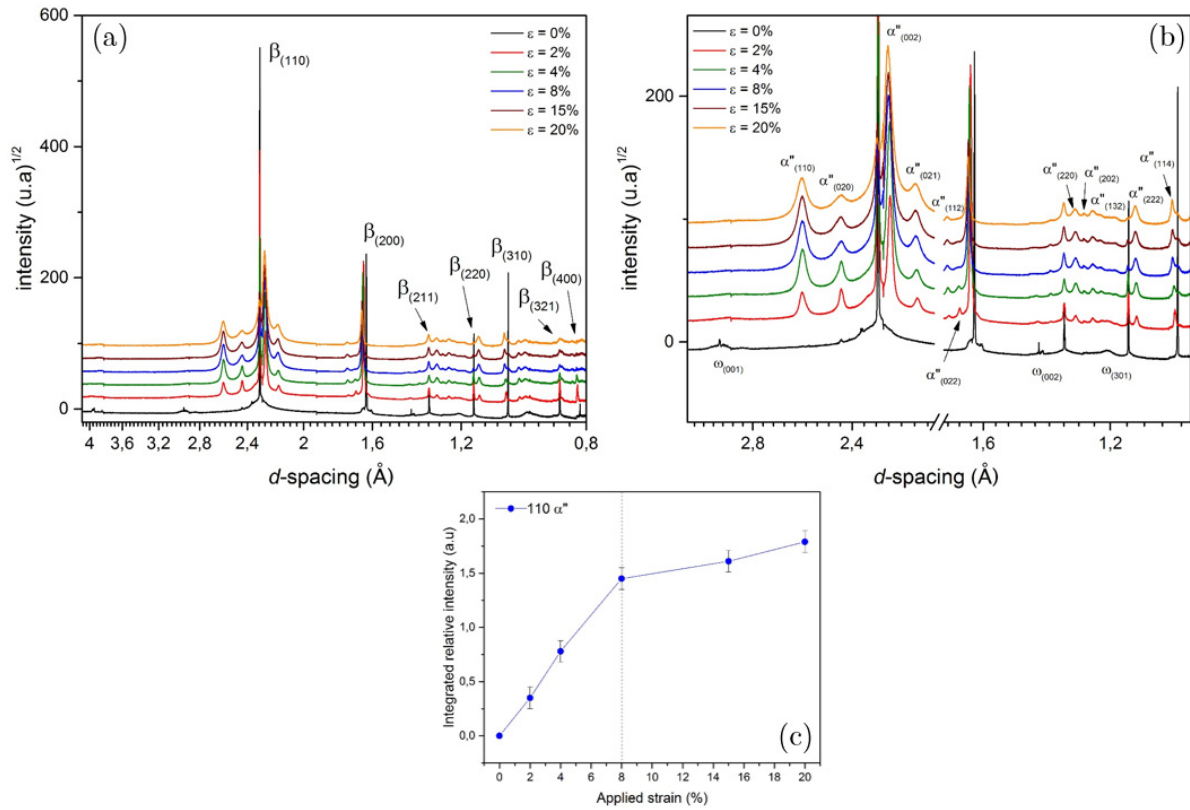 (a)
600
400
200
0
intensity (u.a)¹ᐟ²
β(110)
β(200)
β(211)
β(220)
β(310)
β(321)
β(400)
ε = 0%
ε = 2%
ε = 4%
ε = 8%
ε = 15%
ε = 20%
4 3,6 3,2 2,8 2,4 2 1,6 1,2 0,8
d-spacing (Å)
(b)
200
0
intensity (u.a)¹ᐟ²
ε = 0%
ε = 2%
ε = 4%
ε = 8%
ε = 15%
ε = 20%
α"(002)
α"(110)
α"(020)
α"(021)
α"(112)
α"(220)
α"(202)
α"(132)
α"(222)
α"(114)
α"(022)
ω(001)
ω(002)
ω(301)
2,8 2,4 1,6 1,2
d-spacing (Å)
110 α"
2,0
1,5
1,0
0,5
0,0
Integrated relative intensity (a.u)
(c)
0 2 4 6 8 10 12 14 16 18 20
Applied strain (%)